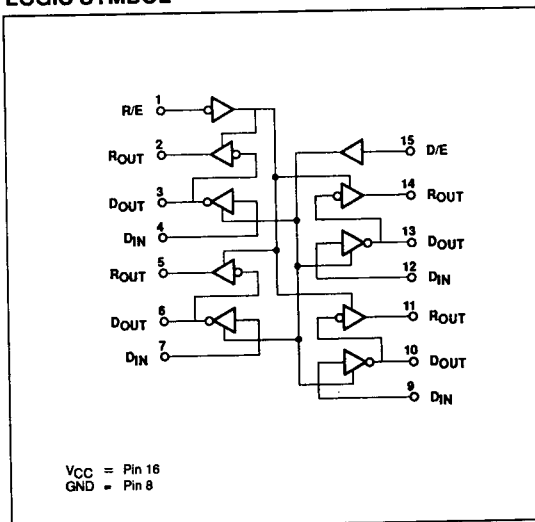 LOGIC SYMBOL
R/E 1
ROUT 2
DOUT 3
DIN 4
ROUT 5
DOUT 6
DIN 7
15 D/E
14 ROUT
13 DOUT
12 DIN
11 ROUT
10 DOUT
9 DIN
VCC = Pin 16
GND = Pin 8